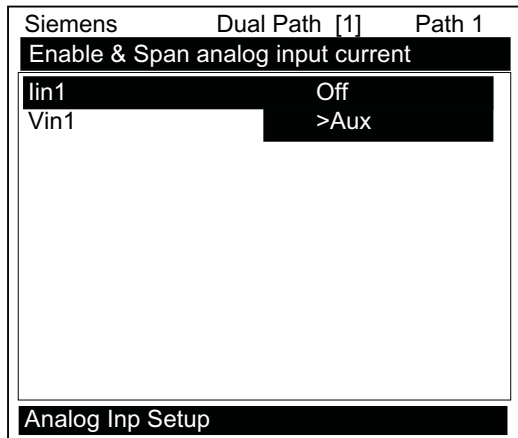 Siemens Dual Path [1] Path 1
Enable & Span analog input current
Iin1 Off
Vin1 >Aux
Analog Inp Setup